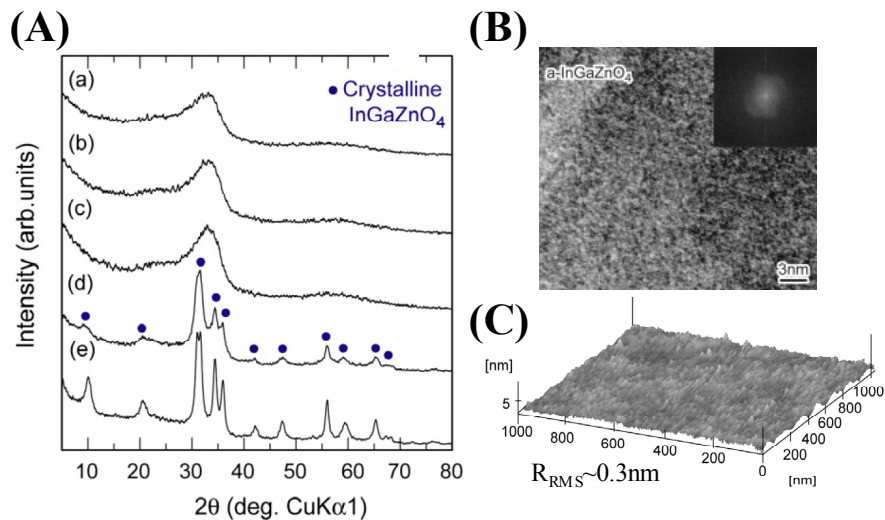 (A)
(a)
● Crystalline
InGaZnO4
(b)
(c)
(d)
(e)
Intensity (arb.units)
10 20 30 40 50 60 70 80
2θ (deg. CuKα1)
(B)
a-InGaZnO4
3nm
(C)
[nm]
5
1000 800 600 400 200 0
200 400 600 800 1000
[nm]
RRMS~0.3nm